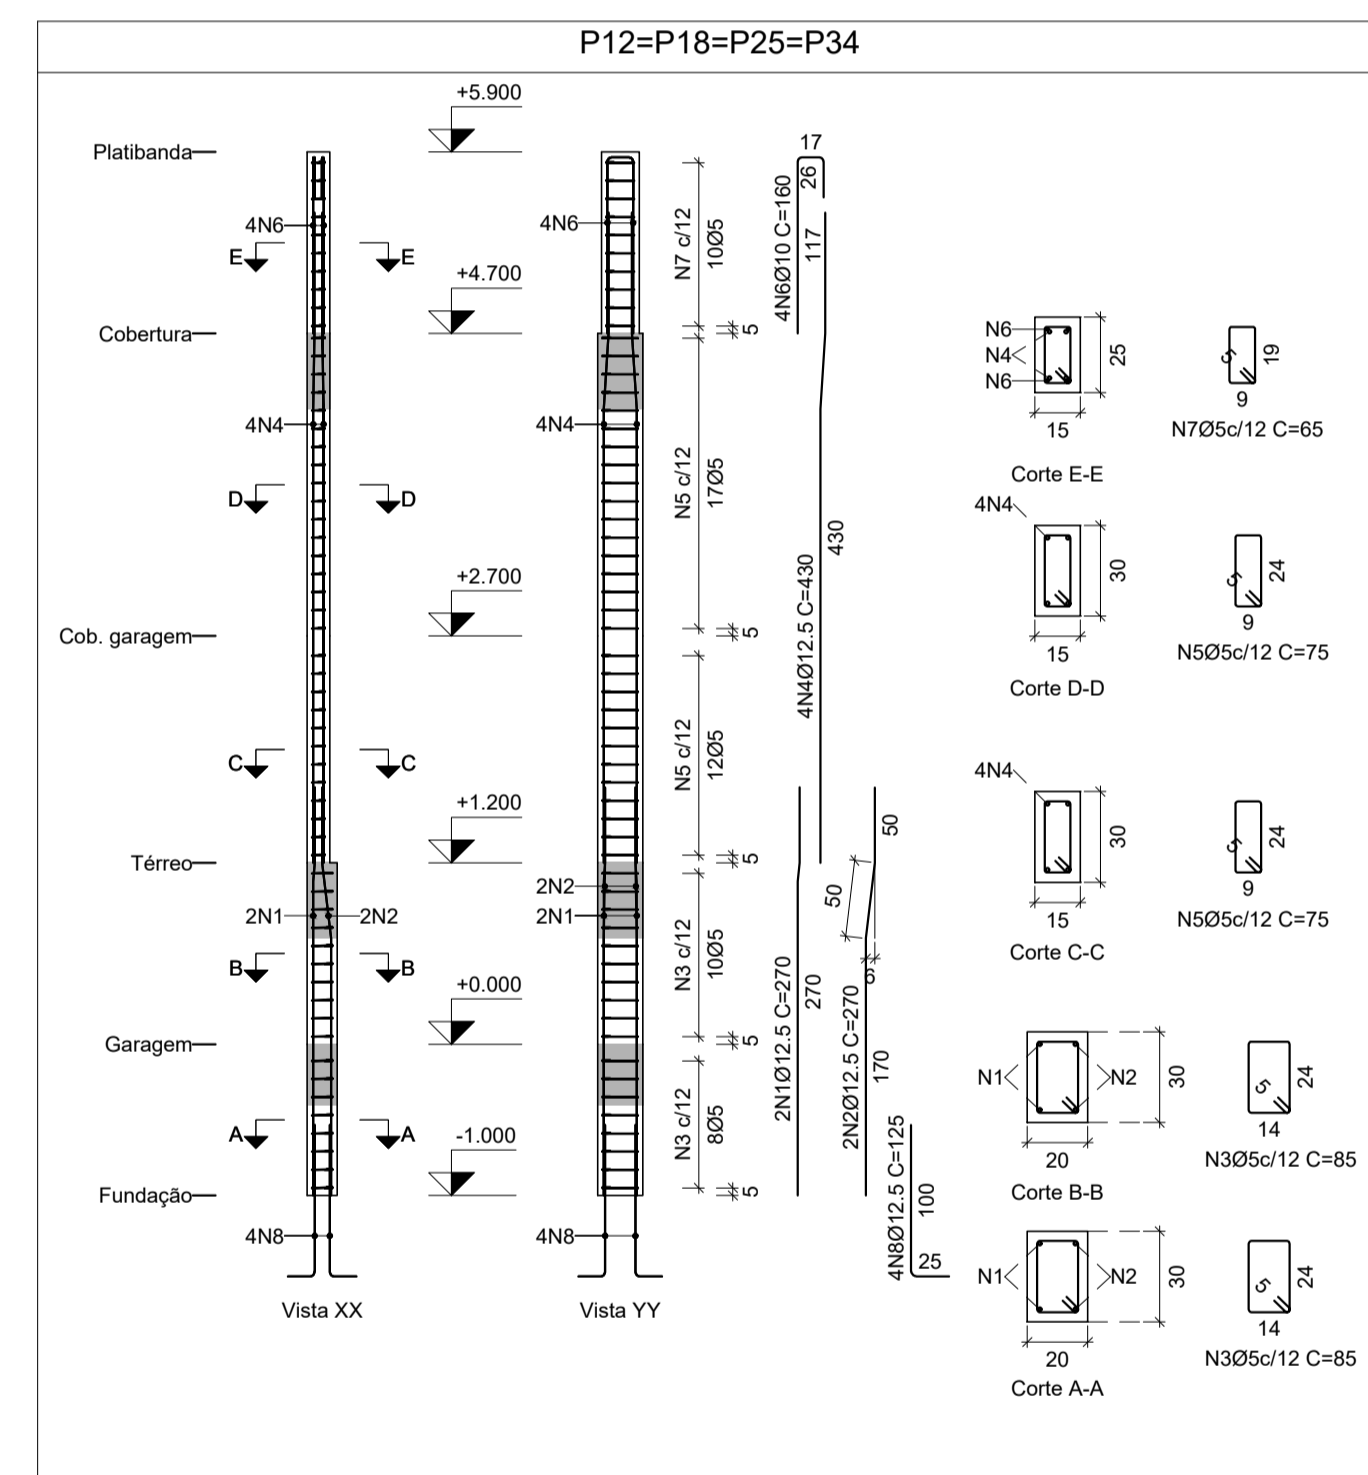 P12=P18=P25=P34
+5.900
Platibanda
17
26
4N6Ø10 C=160
117
N7 c/12
10Ø5
4N6
4N6
E
E
+4.700
Cobertura
5
N6
N4
N6
25
15
Corte E-E
5
19
9
N7Ø5c/12 C=65
4N4
4N4
N5 c/12
17Ø5
D
D
4N4
30
15
Corte D-D
5
24
9
N5Ø5c/12 C=75
430
4N4Ø12.5 C=430
+2.700
Cob. garagem
5
N5 c/12
12Ø5
C
C
4N4
30
15
Corte C-C
5
24
9
N5Ø5c/12 C=75
+1.200
Térreo
5
50
50
6
2N2
2N1
2N2
2N1
N3 c/12
10Ø5
B
B
2N1Ø12.5 C=270
270
2N2Ø12.5 C=270
170
+0.000
Garagem
5
N1
N2
30
20
Corte B-B
5
24
14
N3Ø5c/12 C=85
N3 c/12
8Ø5
A
A
-1.000
Fundação
5
4N8Ø12.5 C=125
100
25
4N8
4N8
N1
N2
30
20
Corte A-A
5
24
14
N3Ø5c/12 C=85
Vista XX
Vista YY